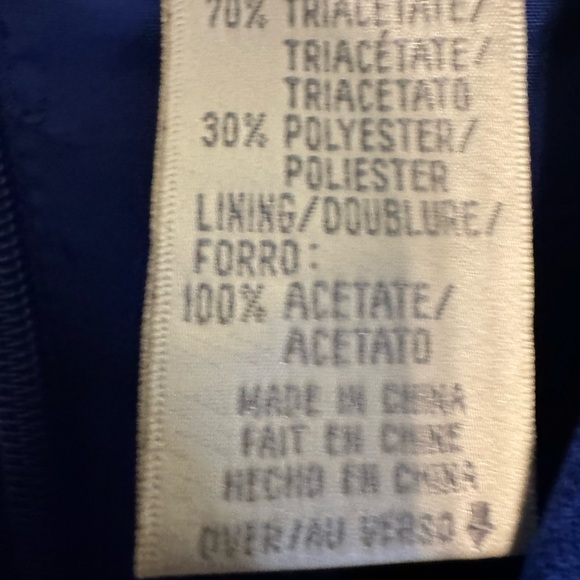 70% TRIACETATE/
TRIACÉTATE/
TRIACETATO
30% POLYESTER/
POLIESTER
LINING/DOUBLURE/
FORRO:
100% ACETATE/
ACETATO
MADE IN CHINA
FAIT EN CHINE
HECHO EN CHINA
OVER/AU VERSO